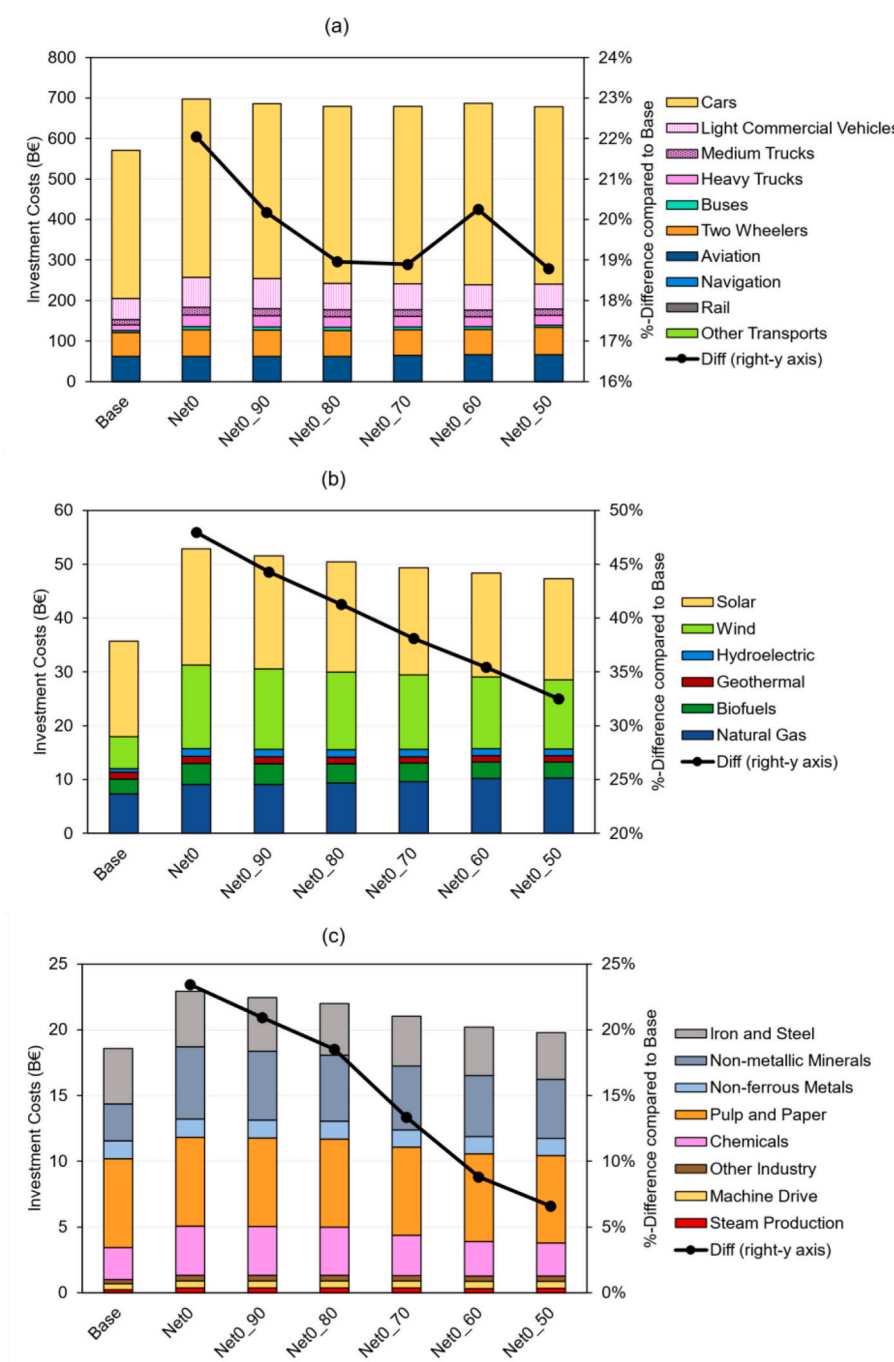 (a)
Investment Costs (B€)
800
700
600
500
400
300
200
100
0
24%
23%
22%
21%
20%
19%
18%
17%
16%
%-Difference compared to Base
Base
Net0
Net0_90
Net0_80
Net0_70
Net0_60
Net0_50
Cars
Light Commercial Vehicles
Medium Trucks
Heavy Trucks
Buses
Two Wheelers
Aviation
Navigation
Rail
Other Transports
Diff (right-y axis)
(b)
Investment Costs (B€)
60
50
40
30
20
10
0
50%
45%
40%
35%
30%
25%
20%
%-Difference compared to Base
Base
Net0
Net0_90
Net0_80
Net0_70
Net0_60
Net0_50
Solar
Wind
Hydroelectric
Geothermal
Biofuels
Natural Gas
Diff (right-y axis)
(c)
Investment Costs (B€)
25
20
15
10
5
0
25%
20%
15%
10%
5%
0%
%-Difference compared to Base
Base
Net0
Net0_90
Net0_80
Net0_70
Net0_60
Net0_50
Iron and Steel
Non-metallic Minerals
Non-ferrous Metals
Pulp and Paper
Chemicals
Other Industry
Machine Drive
Steam Production
Diff (right-y axis)